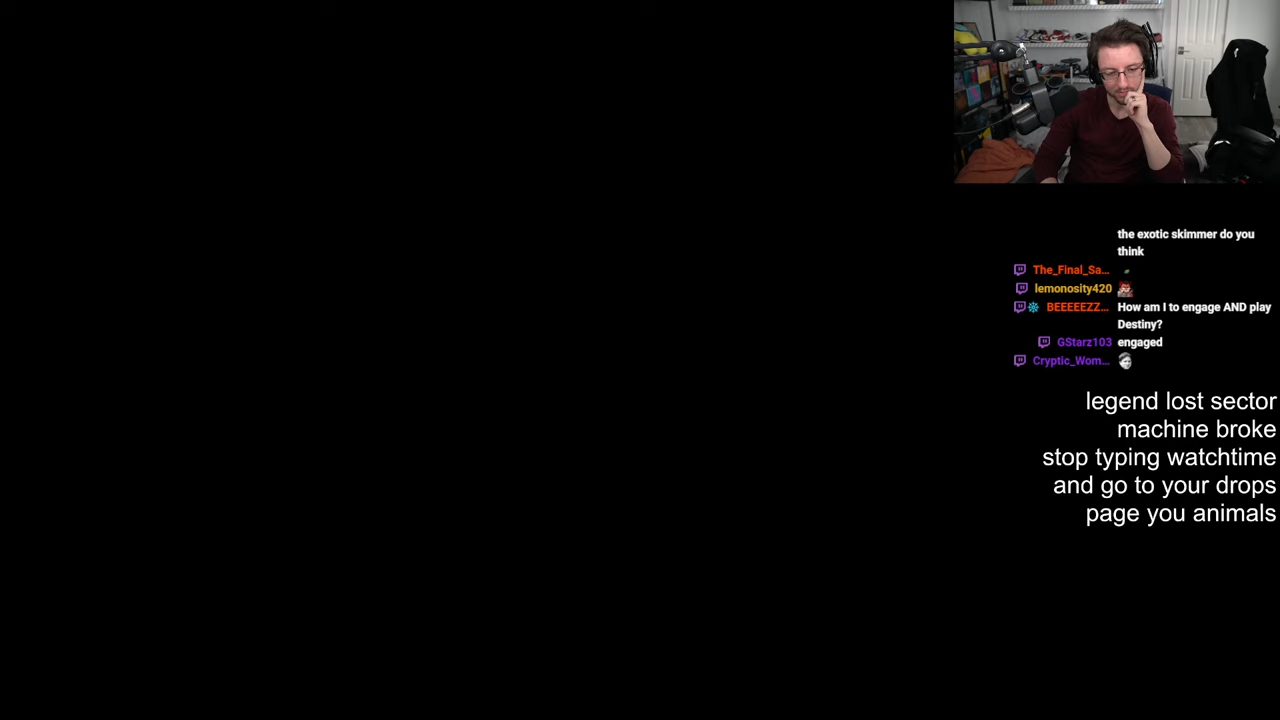 the exotic skimmer do you
think
The_Final_Sa...
lemonosity420
BEEEEEZZ... How am I to engage AND play
Destiny?
GStarz103 engaged
Cryptic_Wom...
legend lost sector
machine broke
stop typing watchtime
and go to your drops
page you animals